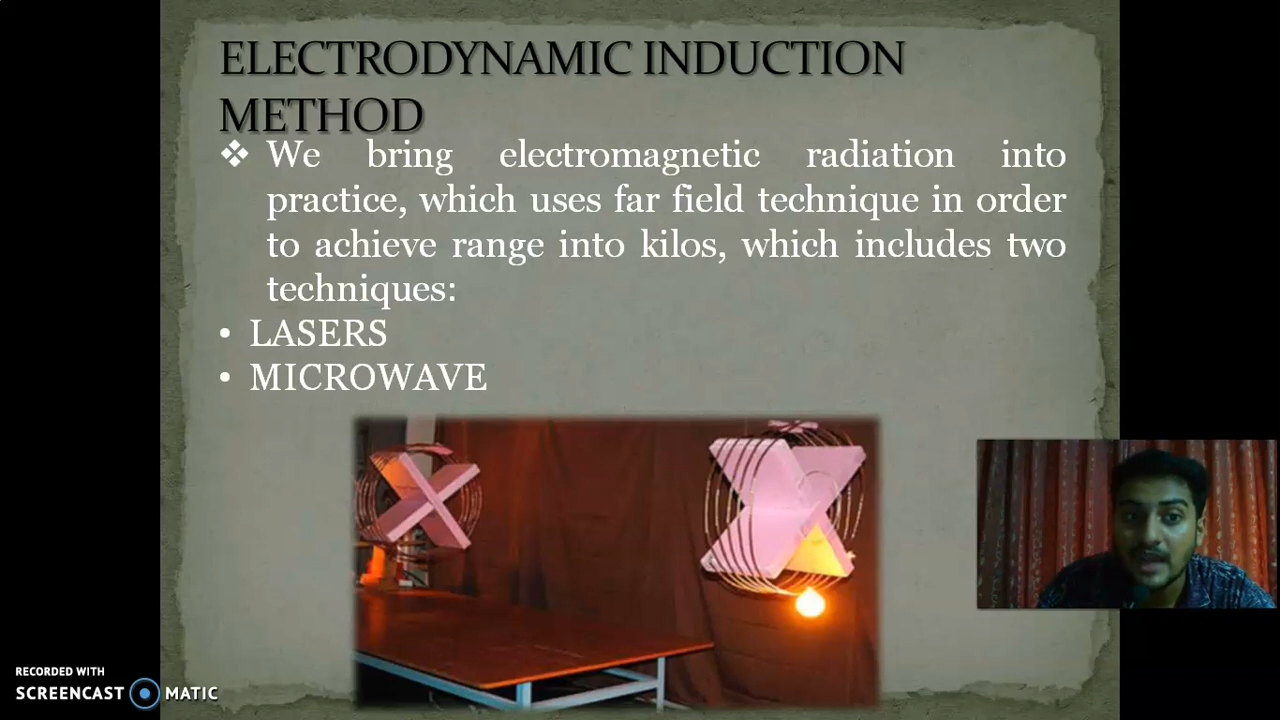 ELECTRODYNAMIC INDUCTION
METHOD
❖ We bring electromagnetic radiation into
practice, which uses far field technique in order
to achieve range into kilos, which includes two
techniques:
• LASERS
• MICROWAVE
RECORDED WITH
SCREENCAST MATIC